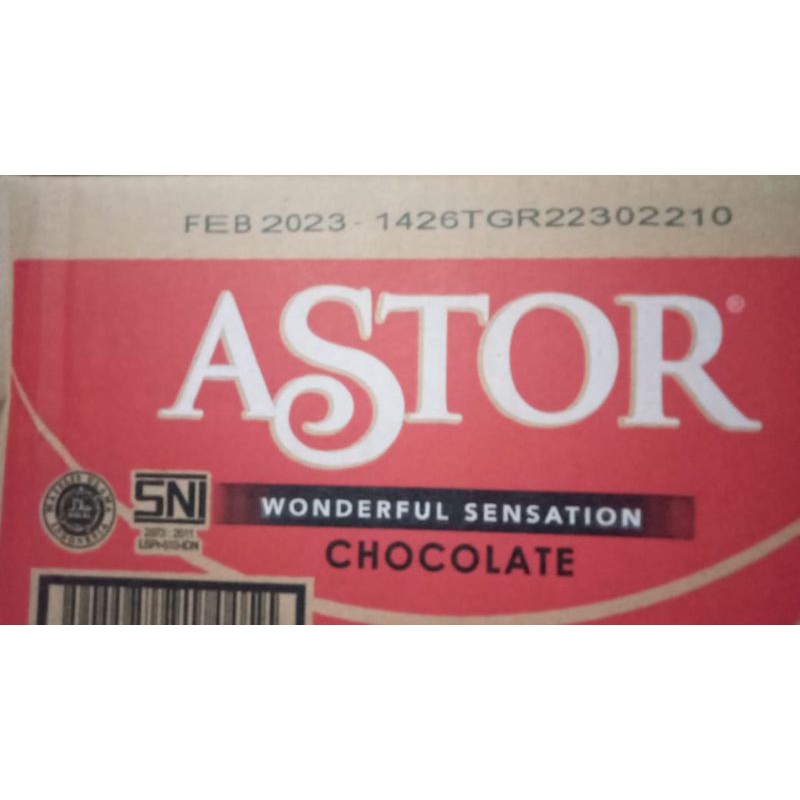 FEB 2023 - 1426TGR22302210
ASTOR®
SNI
WONDERFUL SENSATION
CHOCOLATE